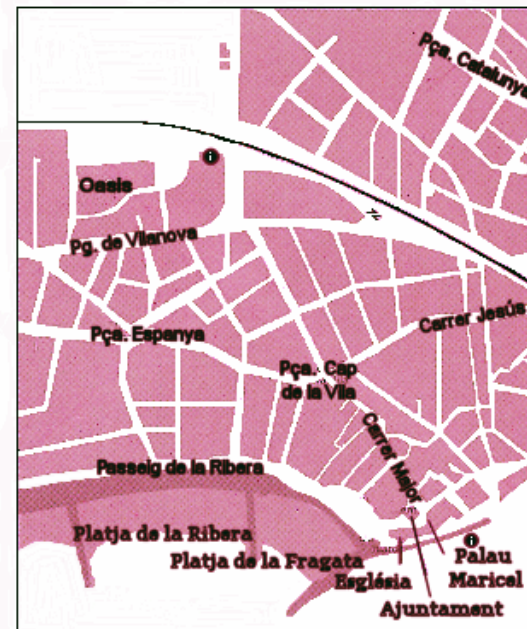 Pça. Catalunya
Oasis
Pg. de Vilanova
Carrer Jesús
Pça. Espanya
Pça. Cap
de la Vila
Carrer Major
Passeig de la Ribera
Platja de la Ribera
Platja de la Fragata
Palau
Maricel
Església
Ajuntament